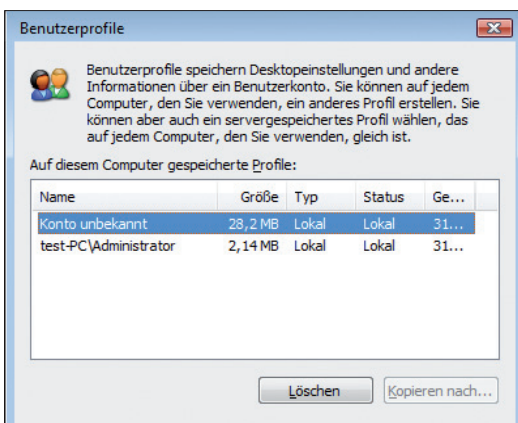 Benutzerprofile
Benutzerprofile speichern Desktopeinstellungen und andere
Informationen über ein Benutzerkonto. Sie können auf jedem
Computer, den Sie verwenden, ein anderes Profil erstellen. Sie
können aber auch ein servergespeichertes Profil wählen, das
auf jedem Computer, den Sie verwenden, gleich ist.
Auf diesem Computer gespeicherte Profile:
Name Größe Typ Status Ge...
Konto unbekannt 28,2 MB Lokal Lokal 31...
test-PC\Administrator 2,14 MB Lokal Lokal 31...
Löschen Kopieren nach...